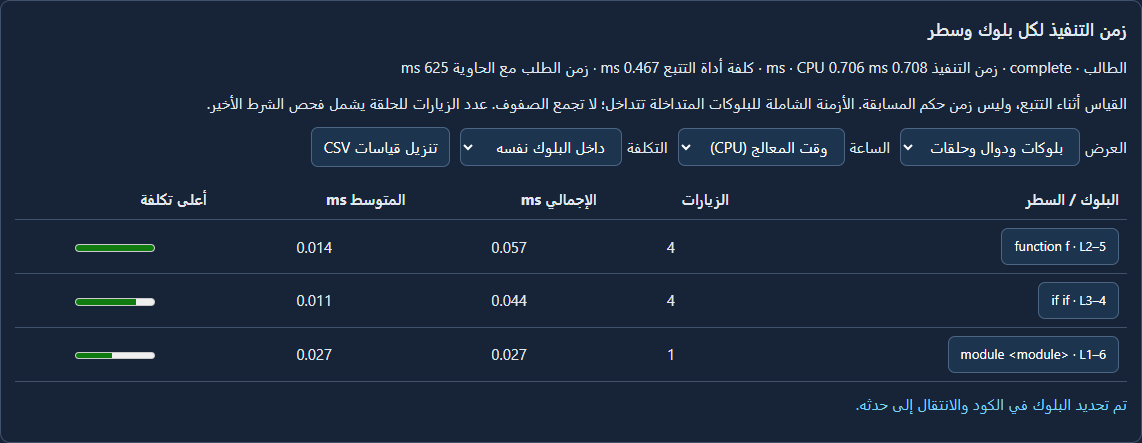 زمن التنفيذ لكل بلوك وسطر
الطالب · complete · زمن التنفيذ 0.708 ms · CPU 0.706 ms · كلفة أداة التتبع 0.467 ms · زمن الطلب مع الحاوية 625 ms
القياس أثناء التتبع، وليس زمن حكم المسابقة. الأزمنة الشاملة للبلوكات المتداخلة تتداخل؛ لا تجمع الصفوف. عدد الزيارات للحلقة يشمل فحص الشرط الأخير.
العرض بلوكات ودوال وحلقات الساعة وقت المعالج (CPU) التكلفة داخل البلوك نفسه تنزيل قياسات CSV
البلوك / السطر الزيارات الإجمالي ms المتوسط ms أعلى تكلفة
function f · L2–5 4 0.057 0.014
if if · L3–4 4 0.044 0.011
module <module> · L1–6 1 0.027 0.027
تم تحديد البلوك في الكود والانتقال إلى حدثه.